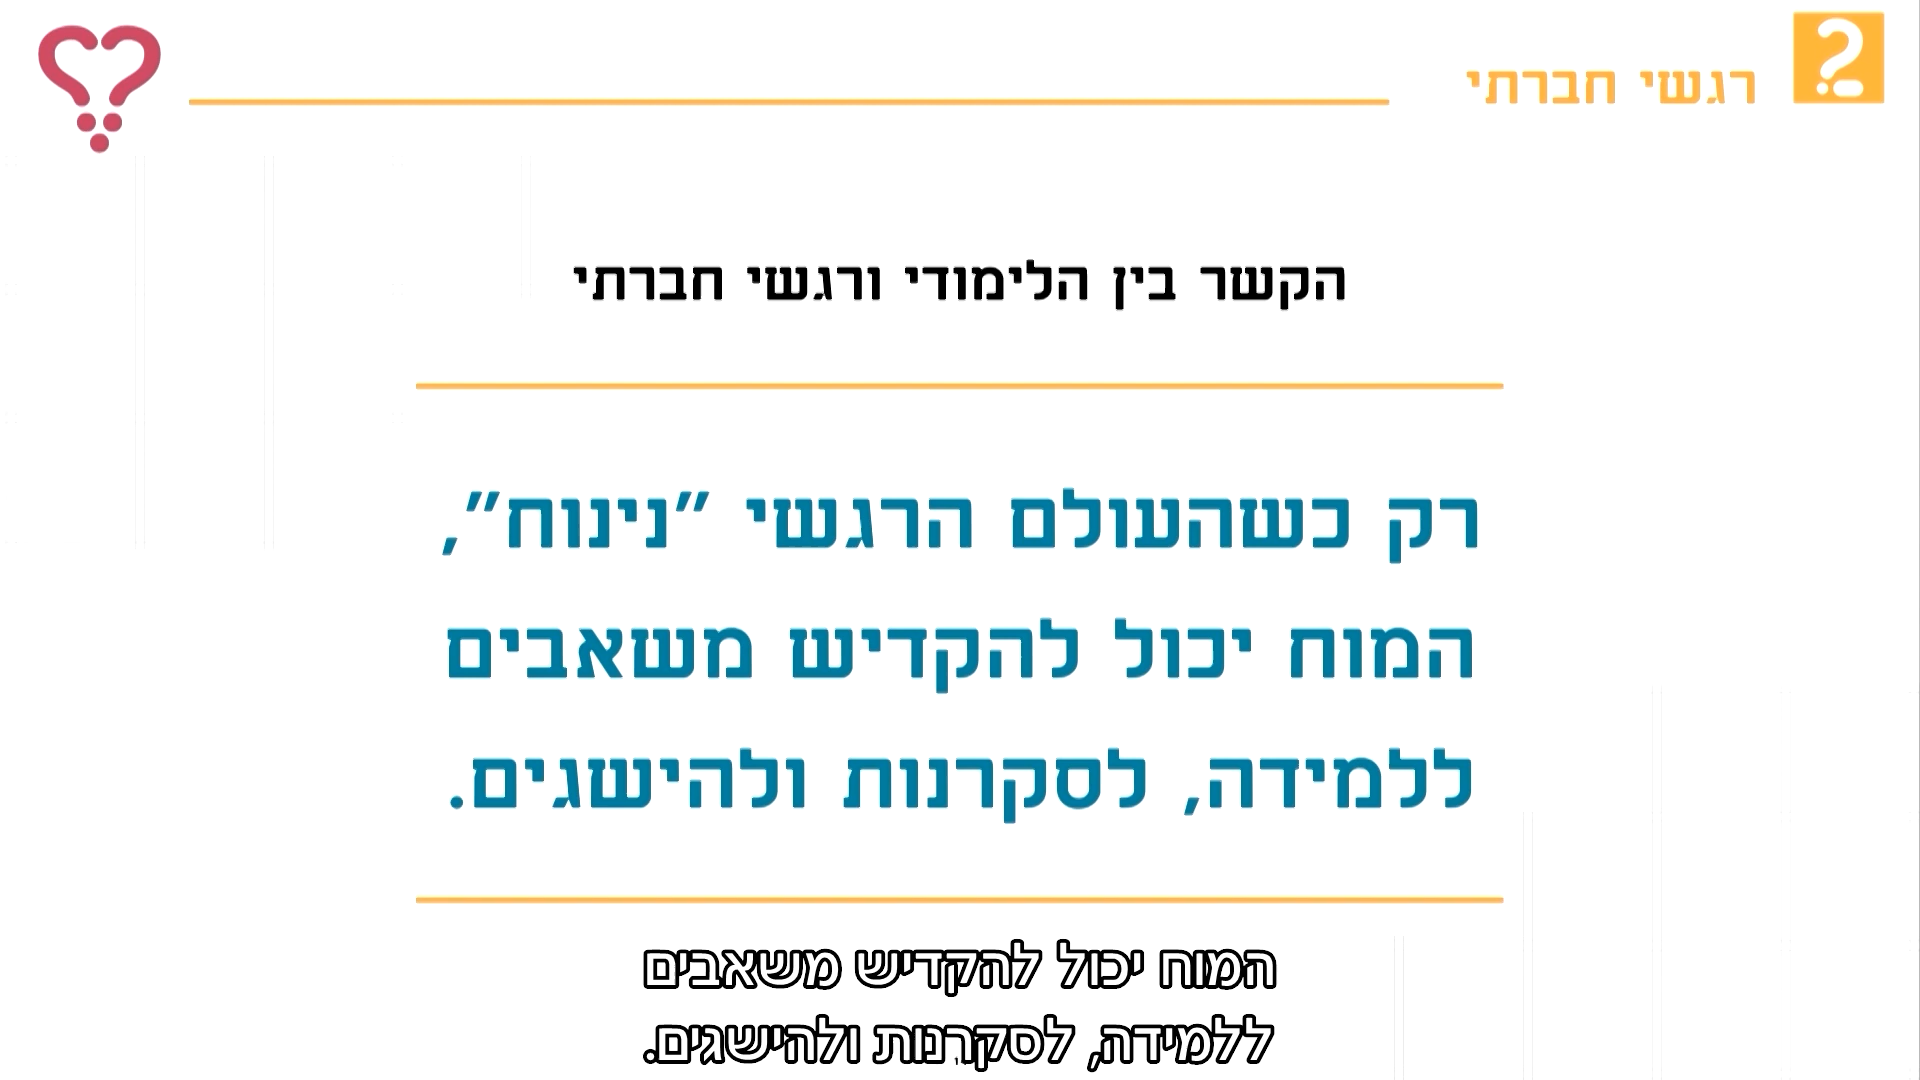 רגשי חברתי
הקשר בין הלימודי ורגשי חברתי
רק כשהעולם הרגשי "נינוח",
המוח יכול להקדיש משאבים
ללמידה, לסקרנות ולהישגים.
המוח יכול להקדיש משאבים
ללמידה, לסקרנות ולהישגים.